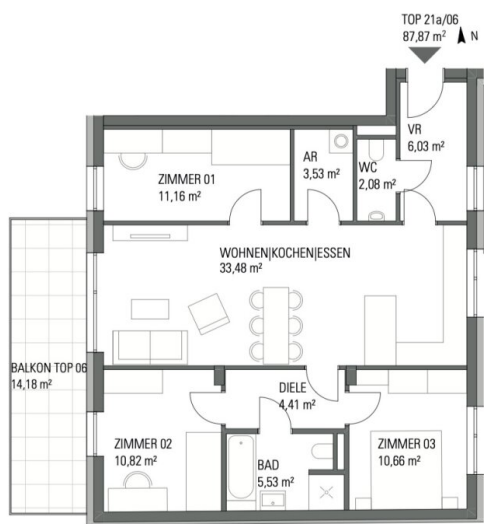 TOP 21a/06
87,87 m²
N
VR
6,03 m²
AR
3,53 m²
WC
2,08 m²
ZIMMER 01
11,16 m²
WOHNEN|KOCHEN|ESSEN
33,48 m²
BALKON TOP 06
14,18 m²
DIELE
4,41 m²
ZIMMER 02
10,82 m²
BAD
5,53 m²
ZIMMER 03
10,66 m²